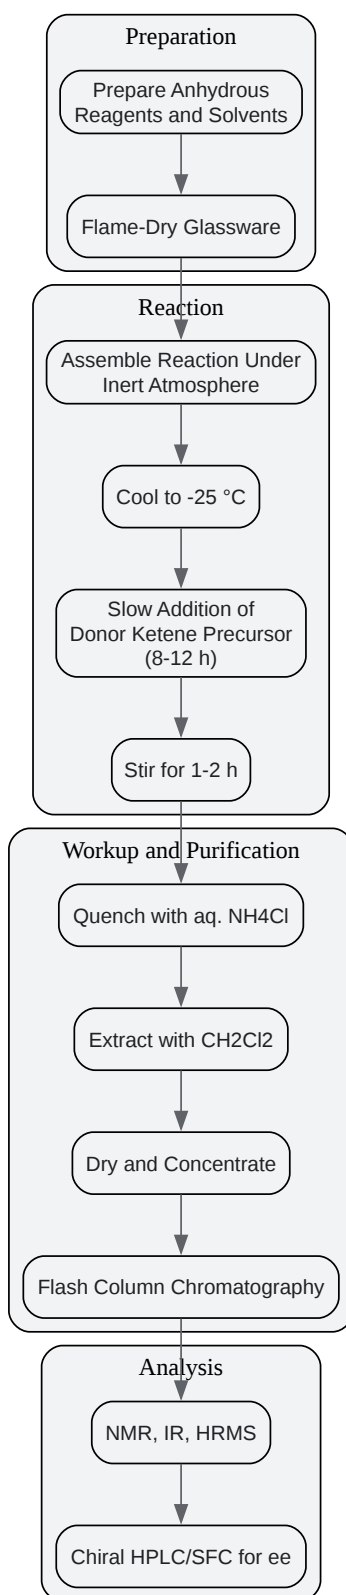 Preparation
Prepare Anhydrous
Reagents and Solvents
Flame-Dry Glassware
Reaction
Assemble Reaction Under
Inert Atmosphere
Cool to -25 °C
Slow Addition of
Donor Ketene Precursor
(8-12 h)
Stir for 1-2 h
Workup and Purification
Quench with aq. NH4Cl
Extract with CH2Cl2
Dry and Concentrate
Flash Column Chromatography
Analysis
NMR, IR, HRMS
Chiral HPLC/SFC for ee